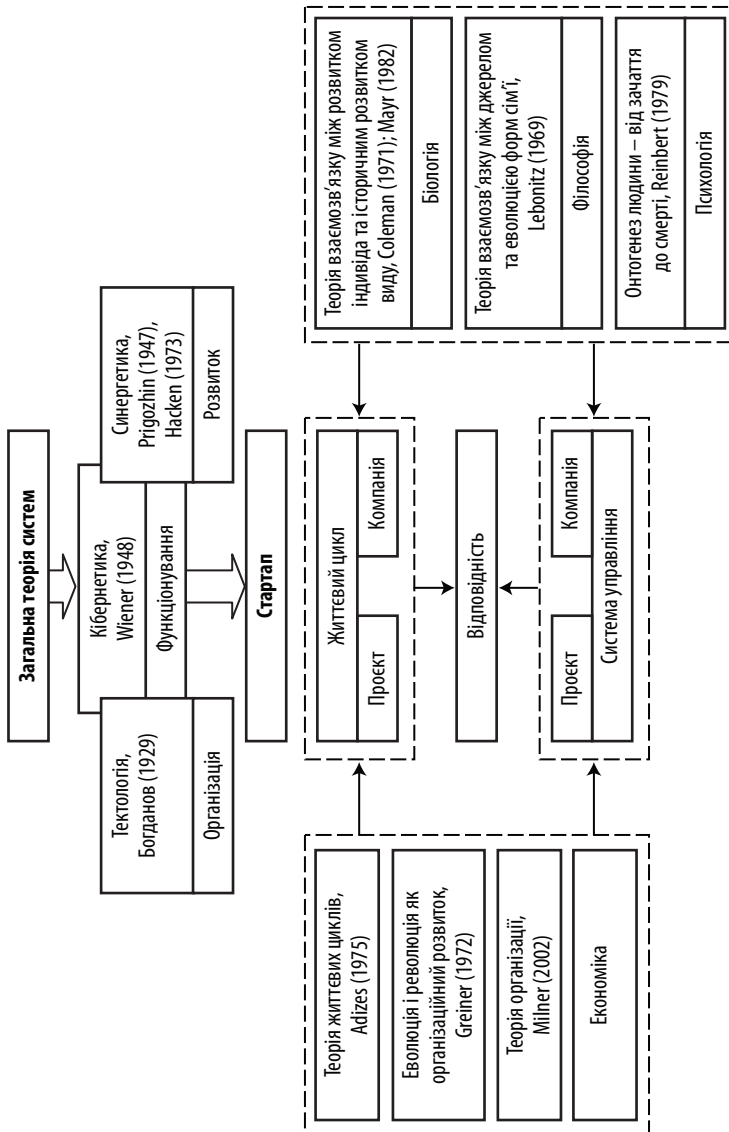 Загальна теорія систем
Тектологія,
Богданов (1929)
Організація
Кібернетика,
Wiener (1948)
Функціонування
Синергетика,
Prigozhin (1947),
Hacken (1973)
Розвиток
Стартап
Теорія життєвих циклів,
Adizes (1975)
Еволюція і революція як
організаційний розвиток,
Greiner (1972)
Теорія організації,
Milner (2002)
Економіка
Життєвий цикл
Проєкт
Компанія
Відповідність
Проєкт
Компанія
Система управління
Теорія взаємозв’язку між розвитком
індивіда та історичним розвитком
виду, Coleman (1971); Mayr (1982)
Біологія
Теорія взаємозв’язку між джерелом
та еволюцією форм сім’ї,
Lebonitz (1969)
Філософія
Онтогенез людини – від зачаття
до смерті, Reinbert (1979)
Психологія